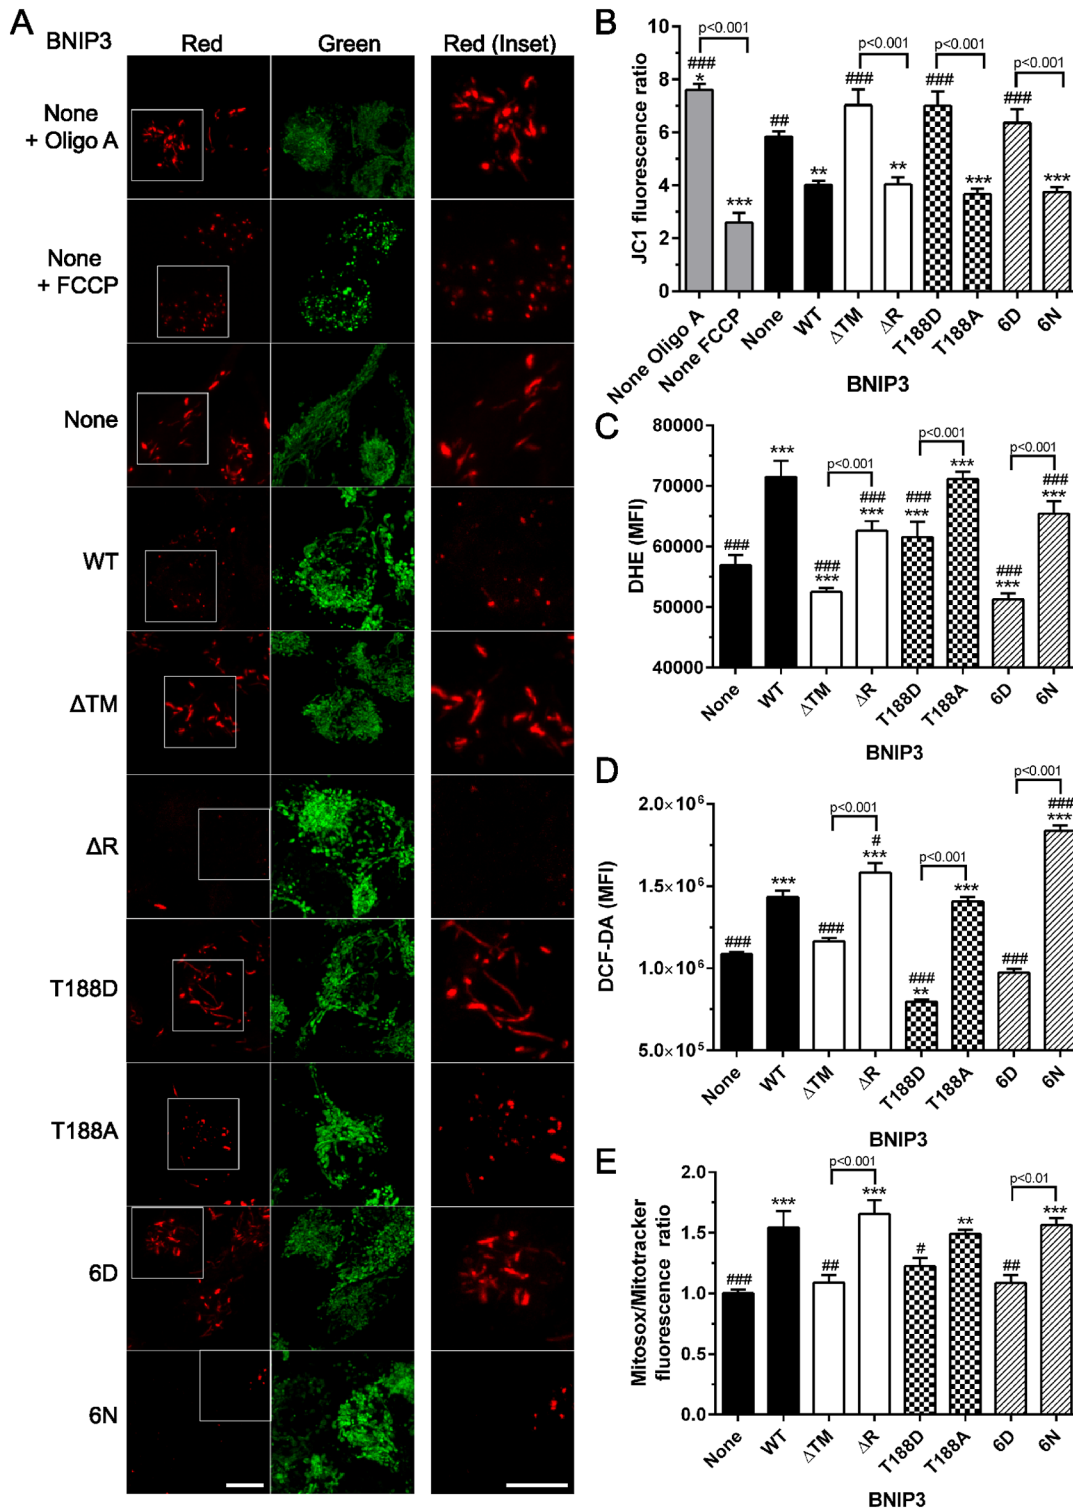 A
BNIP3
Red
Green
Red (Inset)
None
+ Oligo A
None
+ FCCP
None
WT
ΔTM
ΔR
T188D
T188A
6D
6N
B
JC1 fluorescence ratio
10
8
6
4
2
0
p<0.001
p<0.001
p<0.001
p<0.001
###
*
***
##
**
###
**
###
***
###
***
None Oligo A
None FCCP
None
WT
ΔTM
ΔR
T188D
T188A
6D
6N
BNIP3
C
DHE (MFI)
80000
70000
60000
50000
40000
p<0.001
p<0.001
p<0.001
###
***
###
***
###
***
###
***
***
###
***
###
***
None
WT
ΔTM
ΔR
T188D
T188A
6D
6N
BNIP3
D
DCF-DA (MFI)
2.0×10⁶
1.5×10⁶
1.0×10⁶
5.0×10⁵
p<0.001
p<0.001
p<0.001
###
***
###
#
***
###
**
***
###
###
***
None
WT
ΔTM
ΔR
T188D
T188A
6D
6N
BNIP3
E
Mitosox/Mitotracker
fluorescence ratio
2.0
1.5
1.0
0.5
0.0
p<0.001
p<0.01
###
***
##
***
#
**
##
***
None
WT
ΔTM
ΔR
T188D
T188A
6D
6N
BNIP3